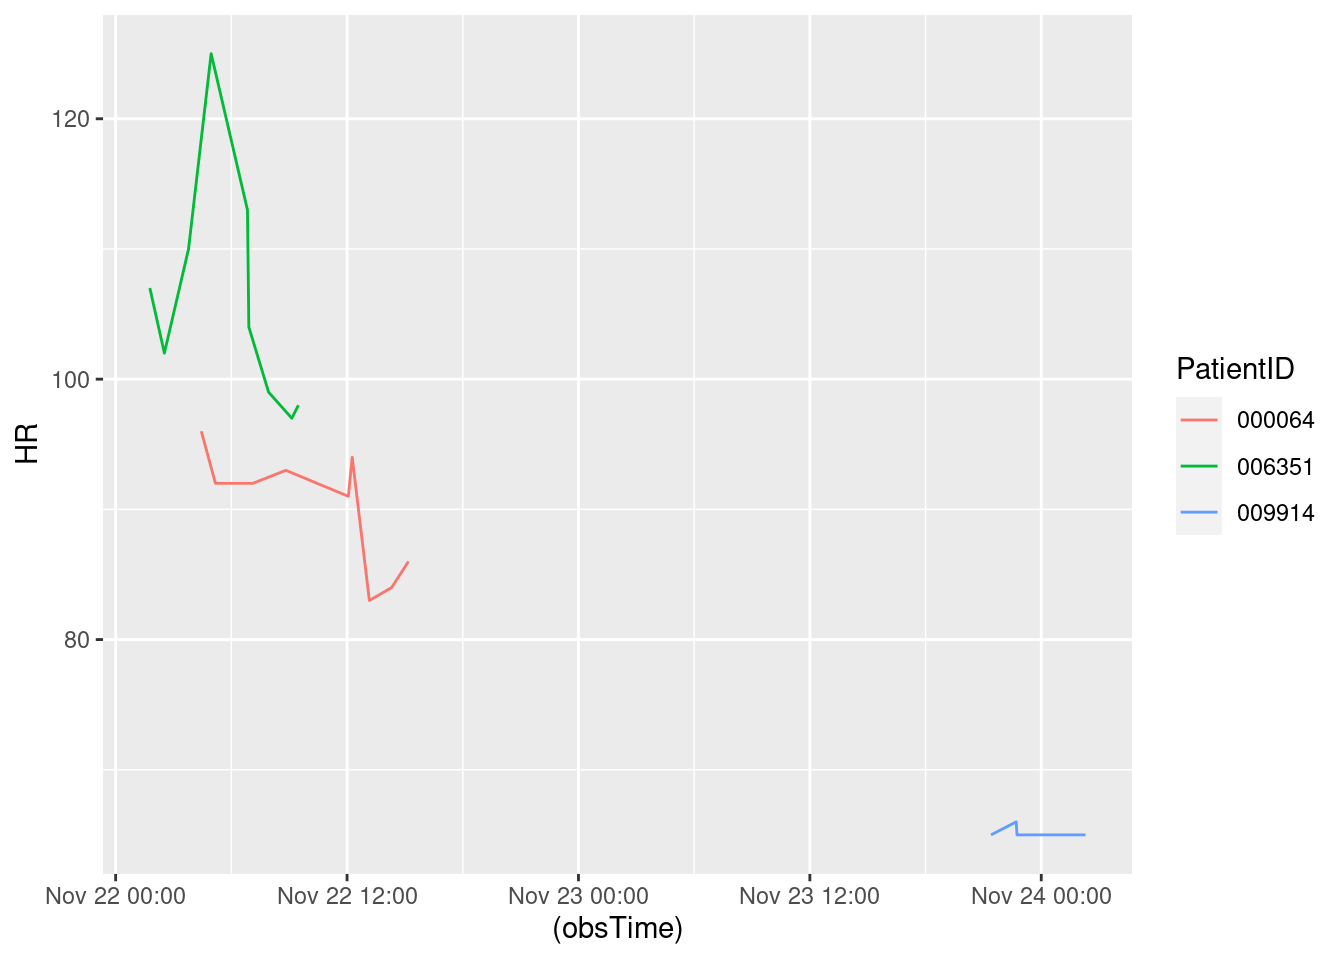 120
100
80
HR
Nov 22 00:00
Nov 22 12:00
Nov 23 00:00
Nov 23 12:00
Nov 24 00:00
(obsTime)
PatientID
000064
006351
009914